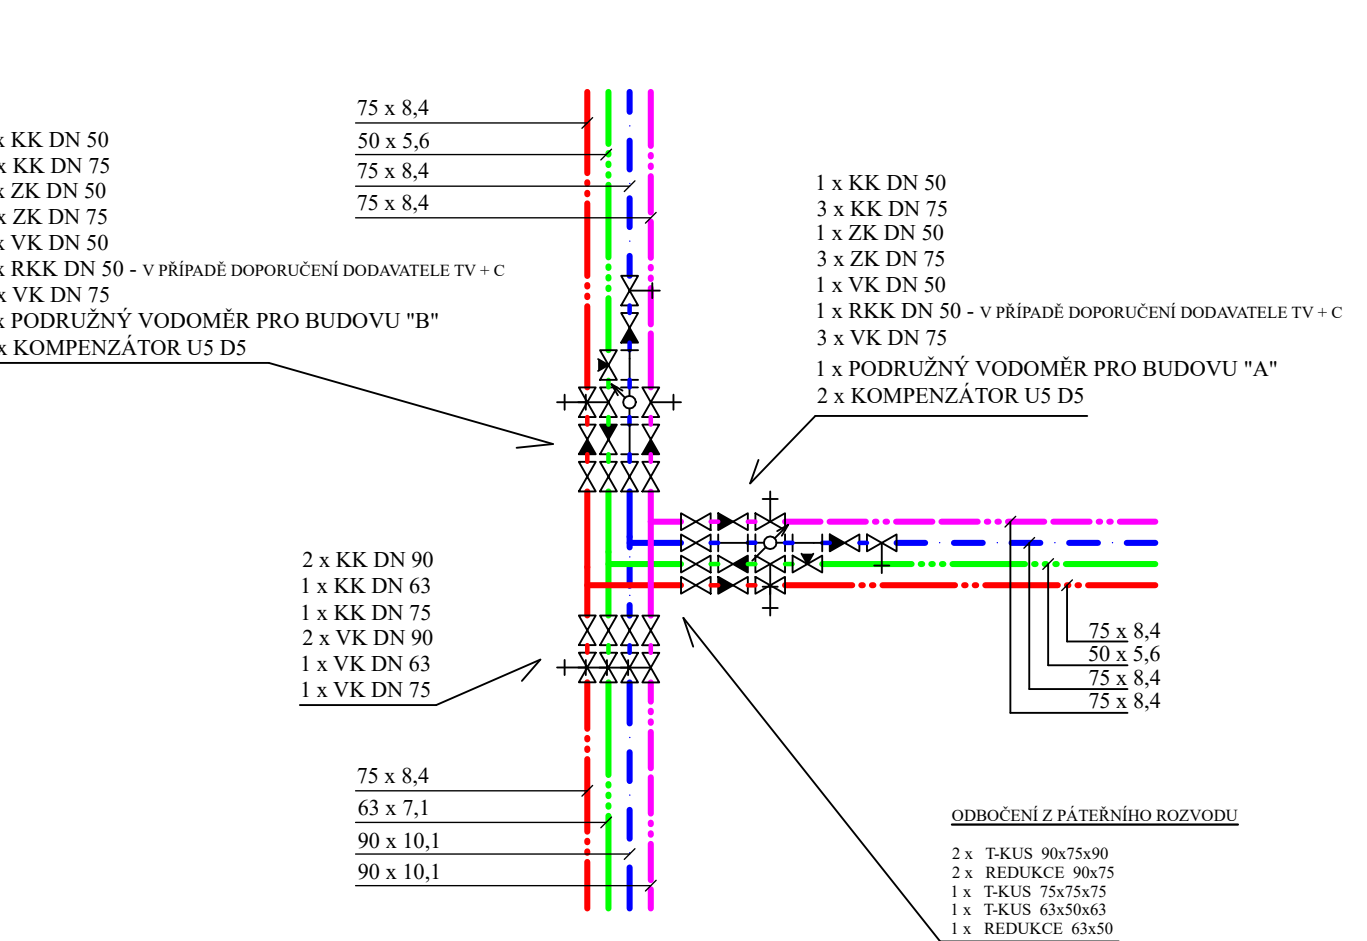 75 x 8,4
50 x 5,6
75 x 8,4
75 x 8,4
x KK DN 50
x KK DN 75
x ZK DN 50
x ZK DN 75
x VK DN 50
x RKK DN 50 - V PŘÍPADĚ DOPORUČENÍ DODAVATELE TV + C
x VK DN 75
x PODRUŽNÝ VODOMĚR PRO BUDOVU "B"
x KOMPENZÁTOR U5 D5
1 x KK DN 50
3 x KK DN 75
1 x ZK DN 50
3 x ZK DN 75
1 x VK DN 50
1 x RKK DN 50 - V PŘÍPADĚ DOPORUČENÍ DODAVATELE TV + C
3 x VK DN 75
1 x PODRUŽNÝ VODOMĚR PRO BUDOVU "A"
2 x KOMPENZÁTOR U5 D5
2 x KK DN 90
1 x KK DN 63
1 x KK DN 75
2 x VK DN 90
1 x VK DN 63
1 x VK DN 75
75 x 8,4
50 x 5,6
75 x 8,4
75 x 8,4
75 x 8,4
63 x 7,1
90 x 10,1
90 x 10,1
ODBOČENÍ Z PÁTEŘNÍHO ROZVODU
2 x T-KUS 90x75x90
2 x REDUKCE 90x75
1 x T-KUS 75x75x75
1 x T-KUS 63x50x63
1 x REDUKCE 63x50